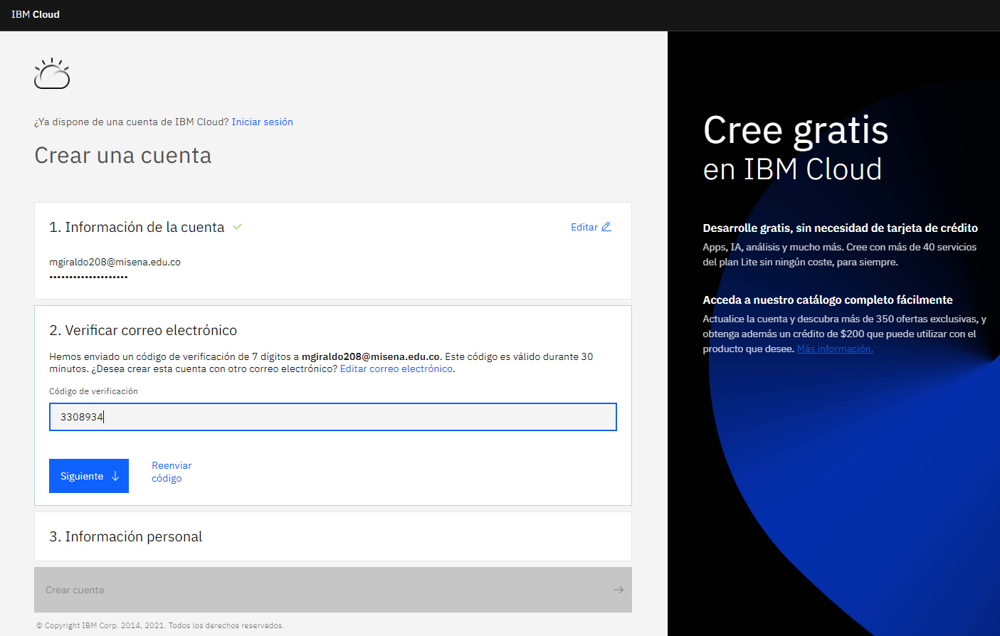 IBM Cloud
¿Ya dispone de una cuenta de IBM Cloud? Iniciar sesión
Crear una cuenta
1. Información de la cuenta
Editar
mgiraldo208@misena.edu.co
••••••••••••••••••••
2. Verificar correo electrónico
Hemos enviado un código de verificación de 7 dígitos a mgiraldo208@misena.edu.co. Este código es válido durante 30
minutos. ¿Desea crear esta cuenta con otro correo electrónico? Editar correo electrónico.
Código de verificación
3308934
Siguiente
Reenviar
código
3. Información personal
Crear cuenta
© Copyright IBM Corp. 2014, 2021. Todos los derechos reservados.
Cree gratis
en IBM Cloud
Desarrolle gratis, sin necesidad de tarjeta de crédito
Apps, IA, análisis y mucho más. Cree con más de 40 servicios
del plan Lite sin ningún coste, para siempre.
Acceda a nuestro catálogo completo fácilmente
Actualice la cuenta y descubra más de 350 ofertas exclusivas, y
obtenga además un crédito de $200 que puede utilizar con el
producto que desee. Más información.